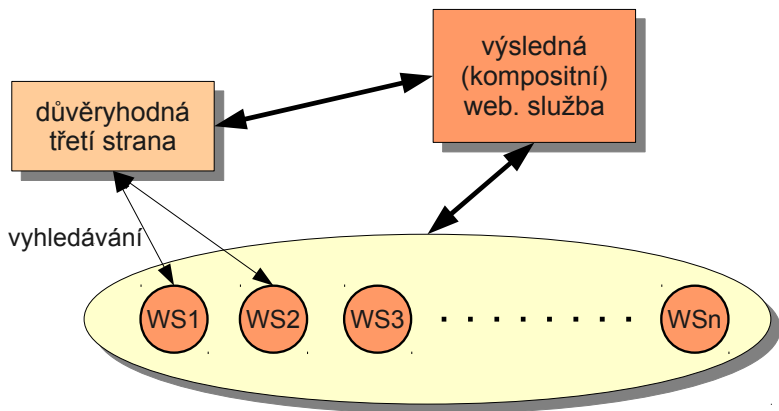 výsledná
(kompositní)
web. služba
důvěryhodná
třetí strana
vyhledávání
WS1 WS2 WS3 . . . . . . . . WSn